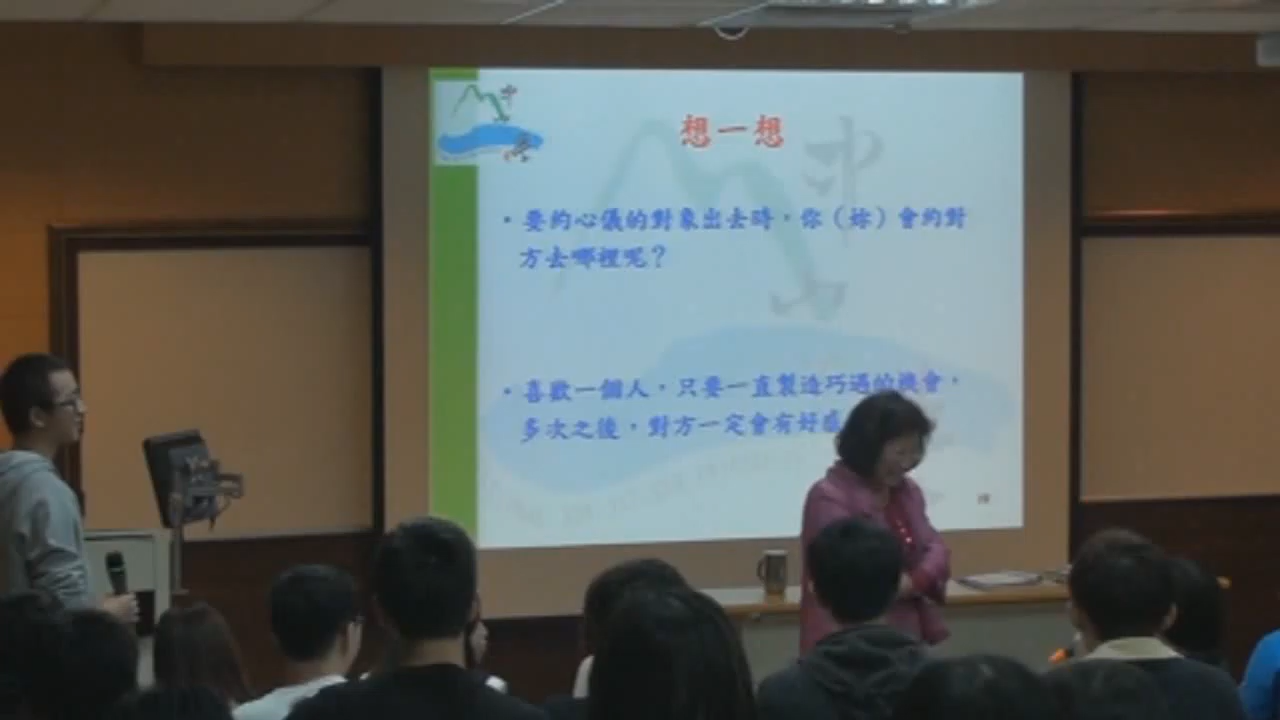 中
山
想一想
•要約心儀的對象出去時，你（妳）會約對
方去哪裡呢？
•喜歡一個人，只要一直製造巧遇的機會，
多次之後，對方一定會有好感